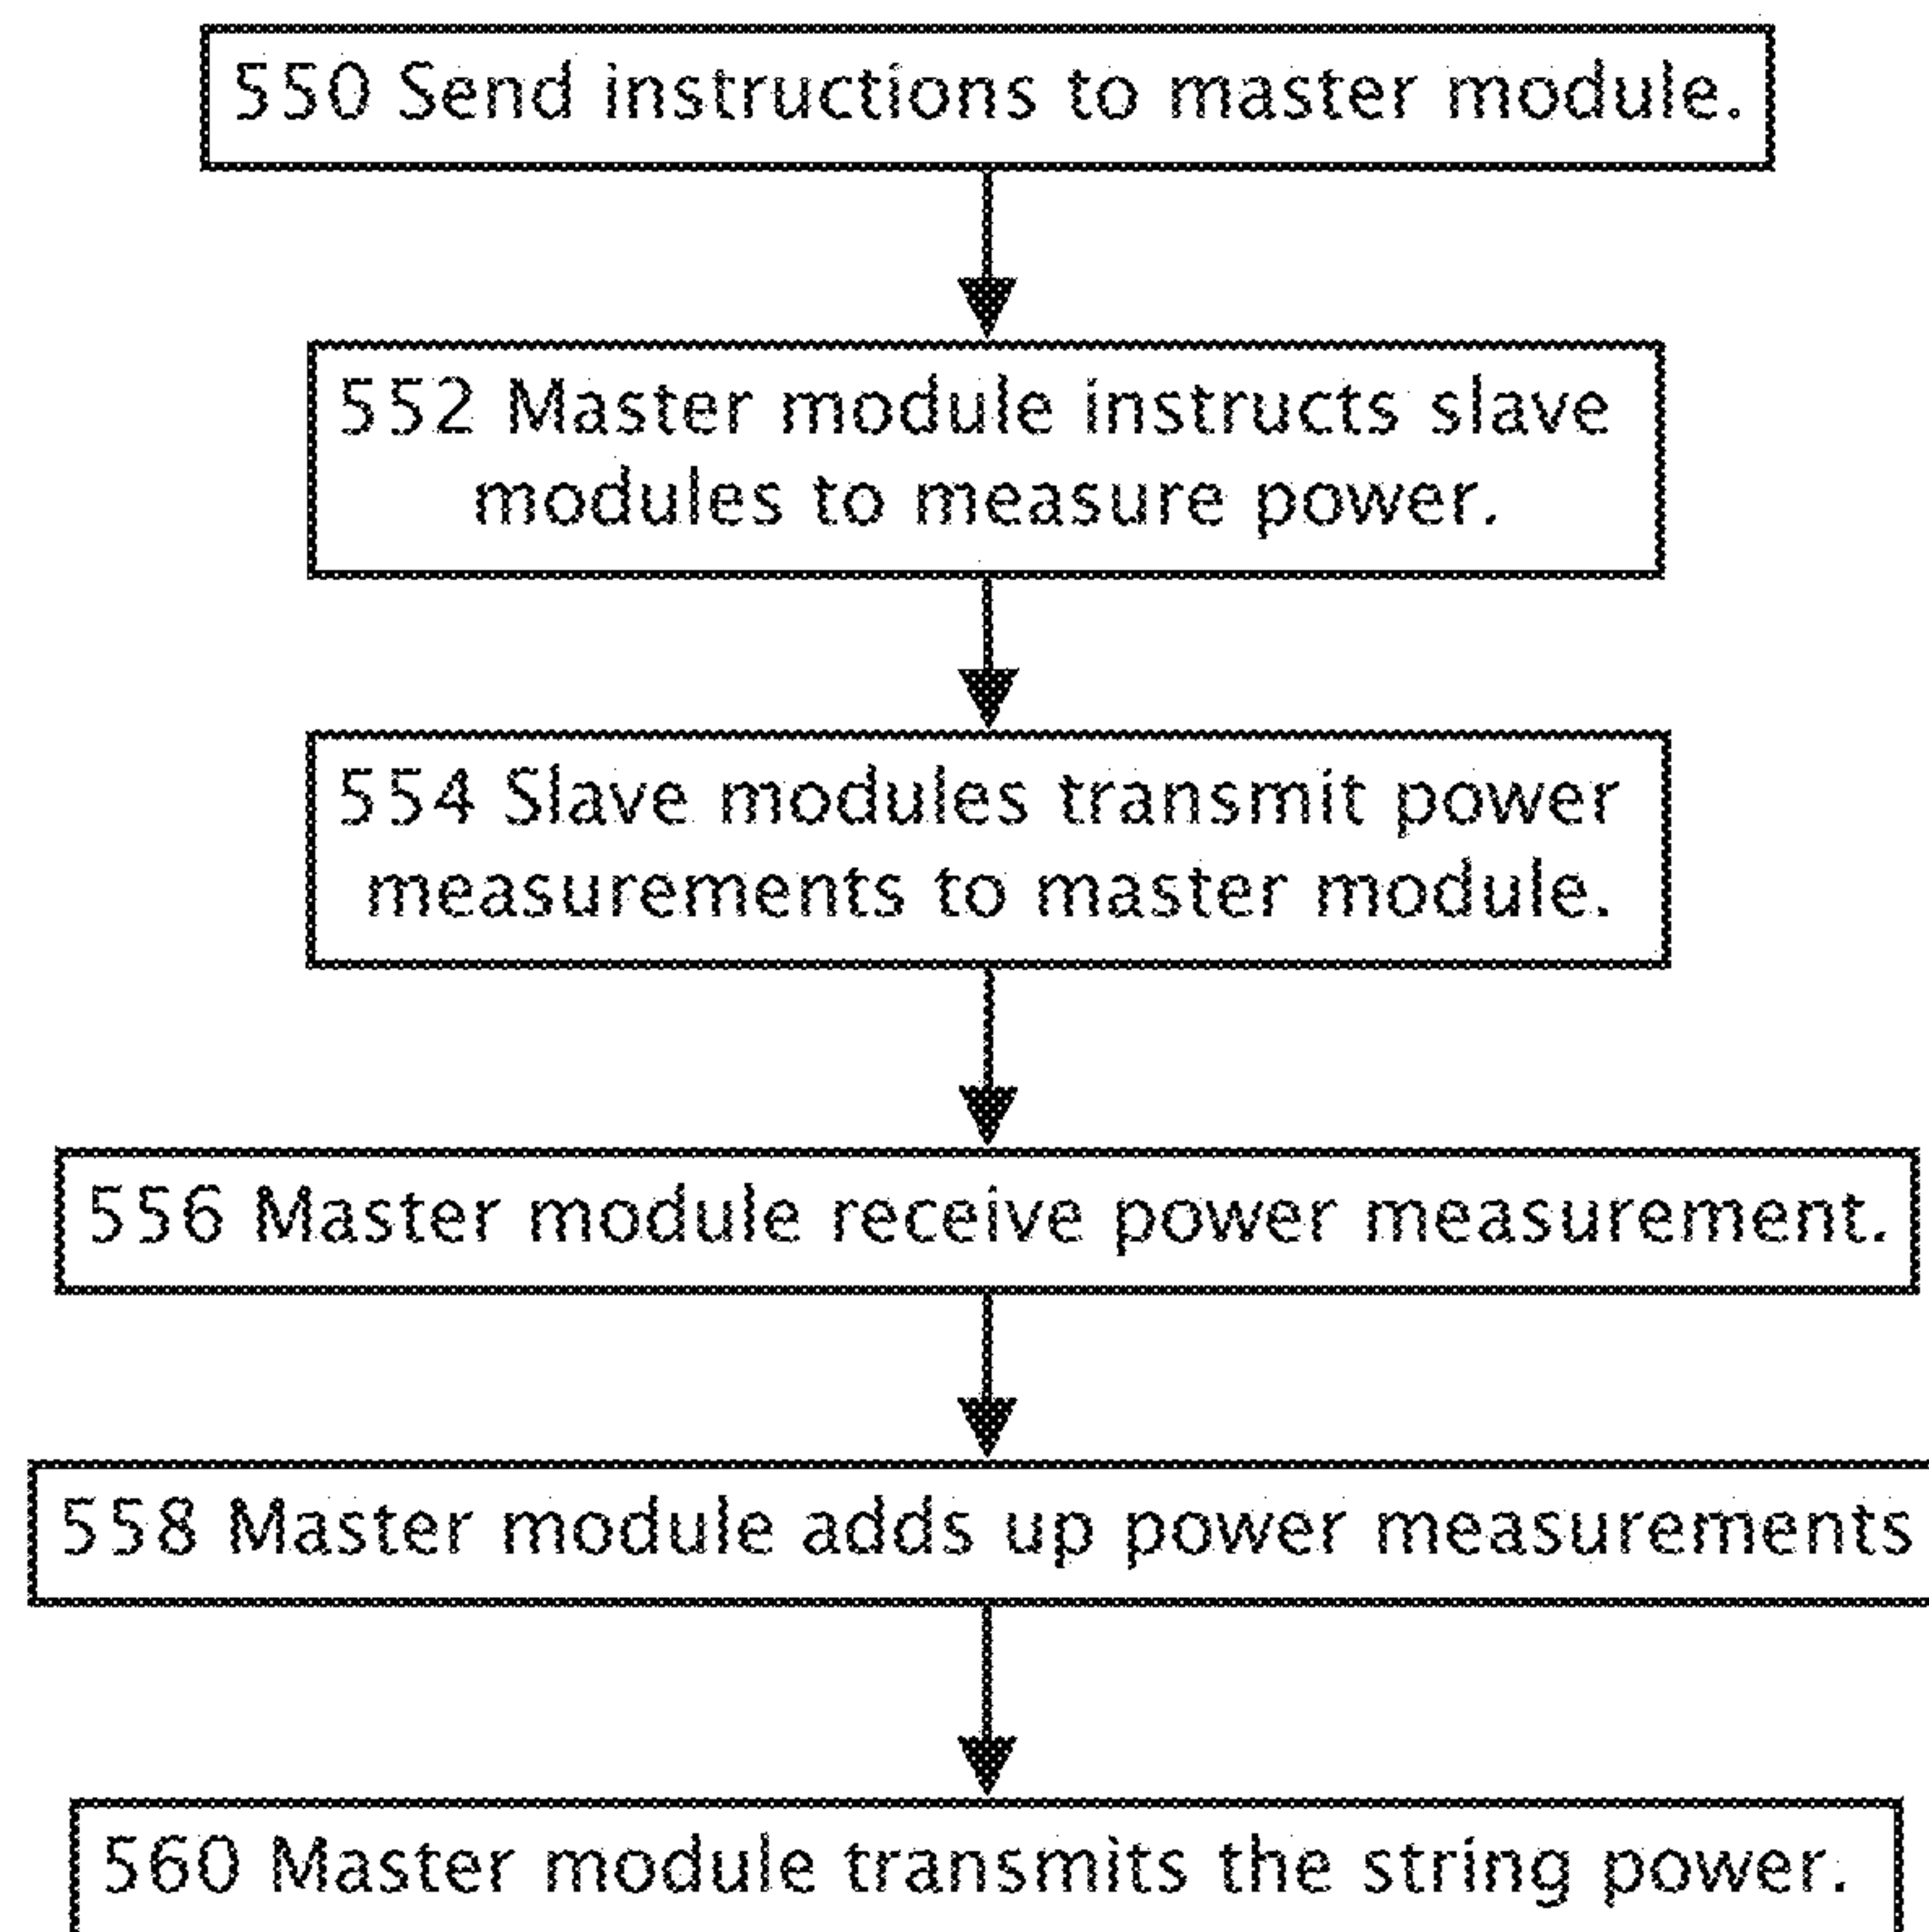 550 Send instructions to master module.
552 Master module instructs slave
modules to measure power.
554 Slave modules transmit power
measurements to master module.
556 Master module receive power measurement.
558 Master module adds up power measurements
560 Master module transmits the string power.